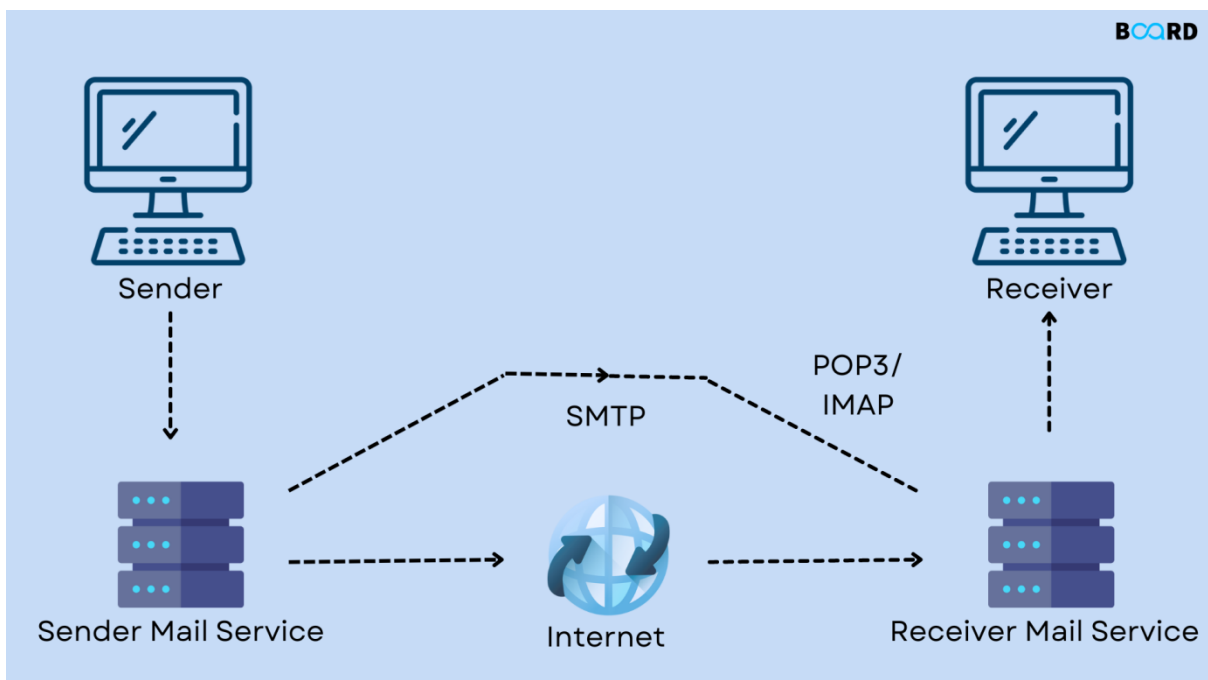 BOARD
Sender
Receiver
POP3/
IMAP
SMTP
Sender Mail Service
Internet
Receiver Mail Service